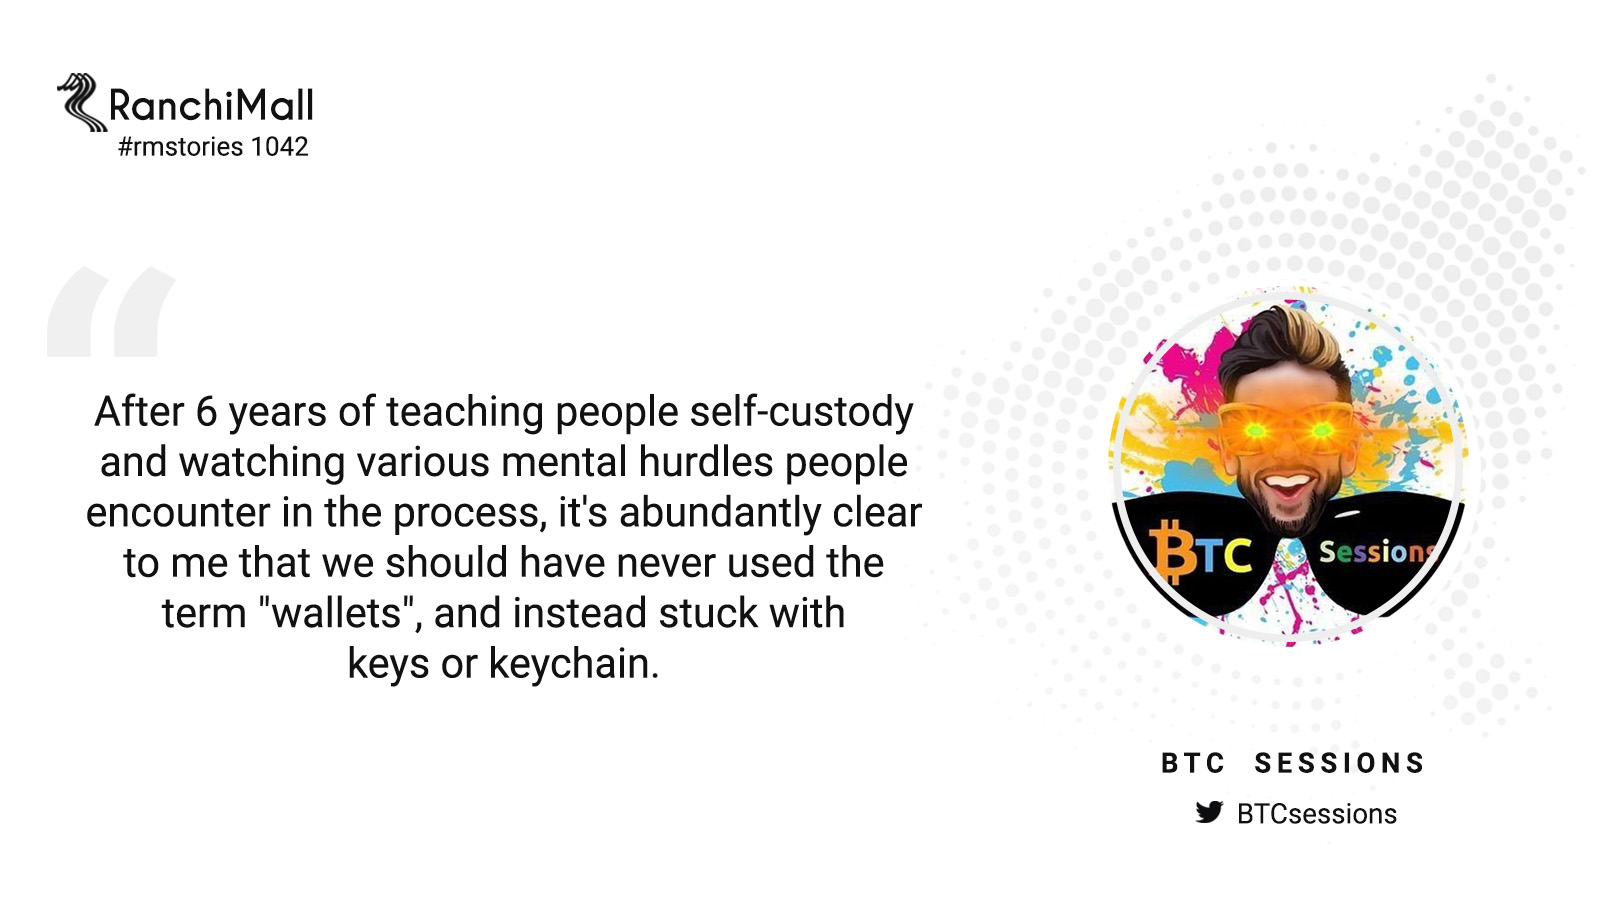 RanchiMall
#rmstories 1042
After 6 years of teaching people self-custody
and watching various mental hurdles people
encounter in the process, it's abundantly clear
to me that we should have never used the
term "wallets", and instead stuck with
keys or keychain.
BTC Sessions
BTC SESSIONS
BTCsessions